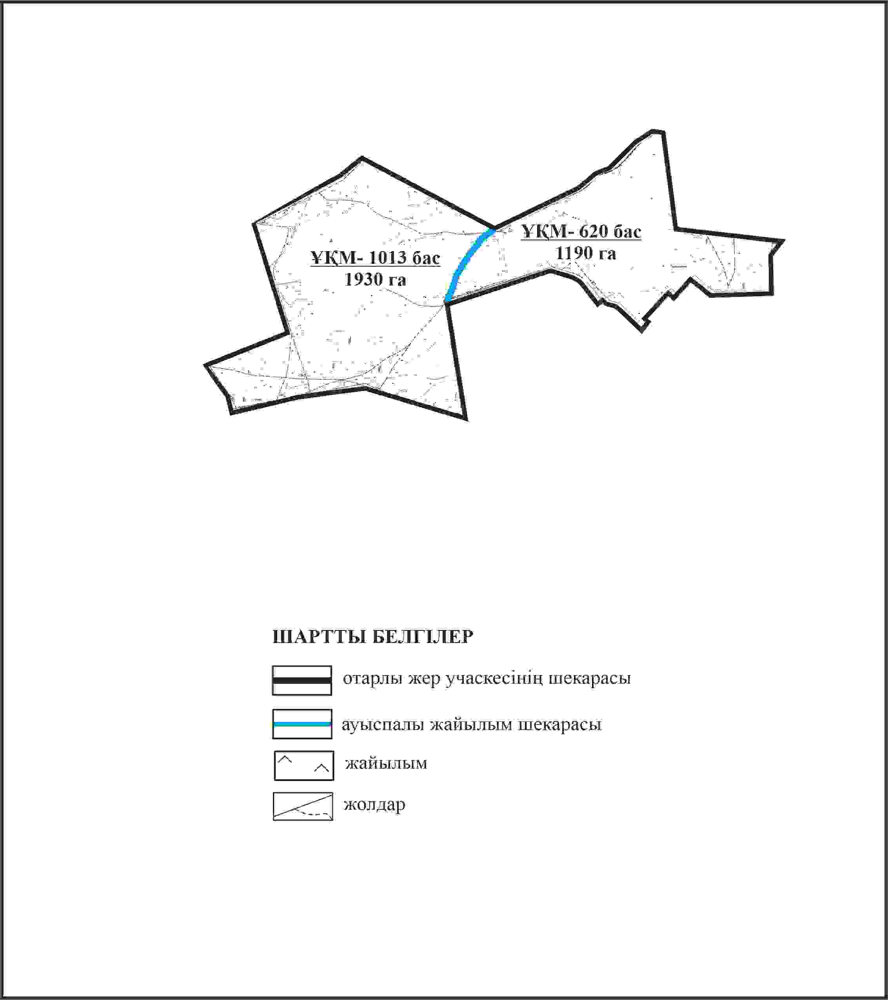 ҰҚМ- 620 бас
1190 га
ҰҚМ- 1013 бас
1930 га
ШАРТТЫ БЕЛГІЛЕР
отарлы жер учаскесінің шекарасы
ауыспалы жайылым шекарасы
жайылым
жолдар